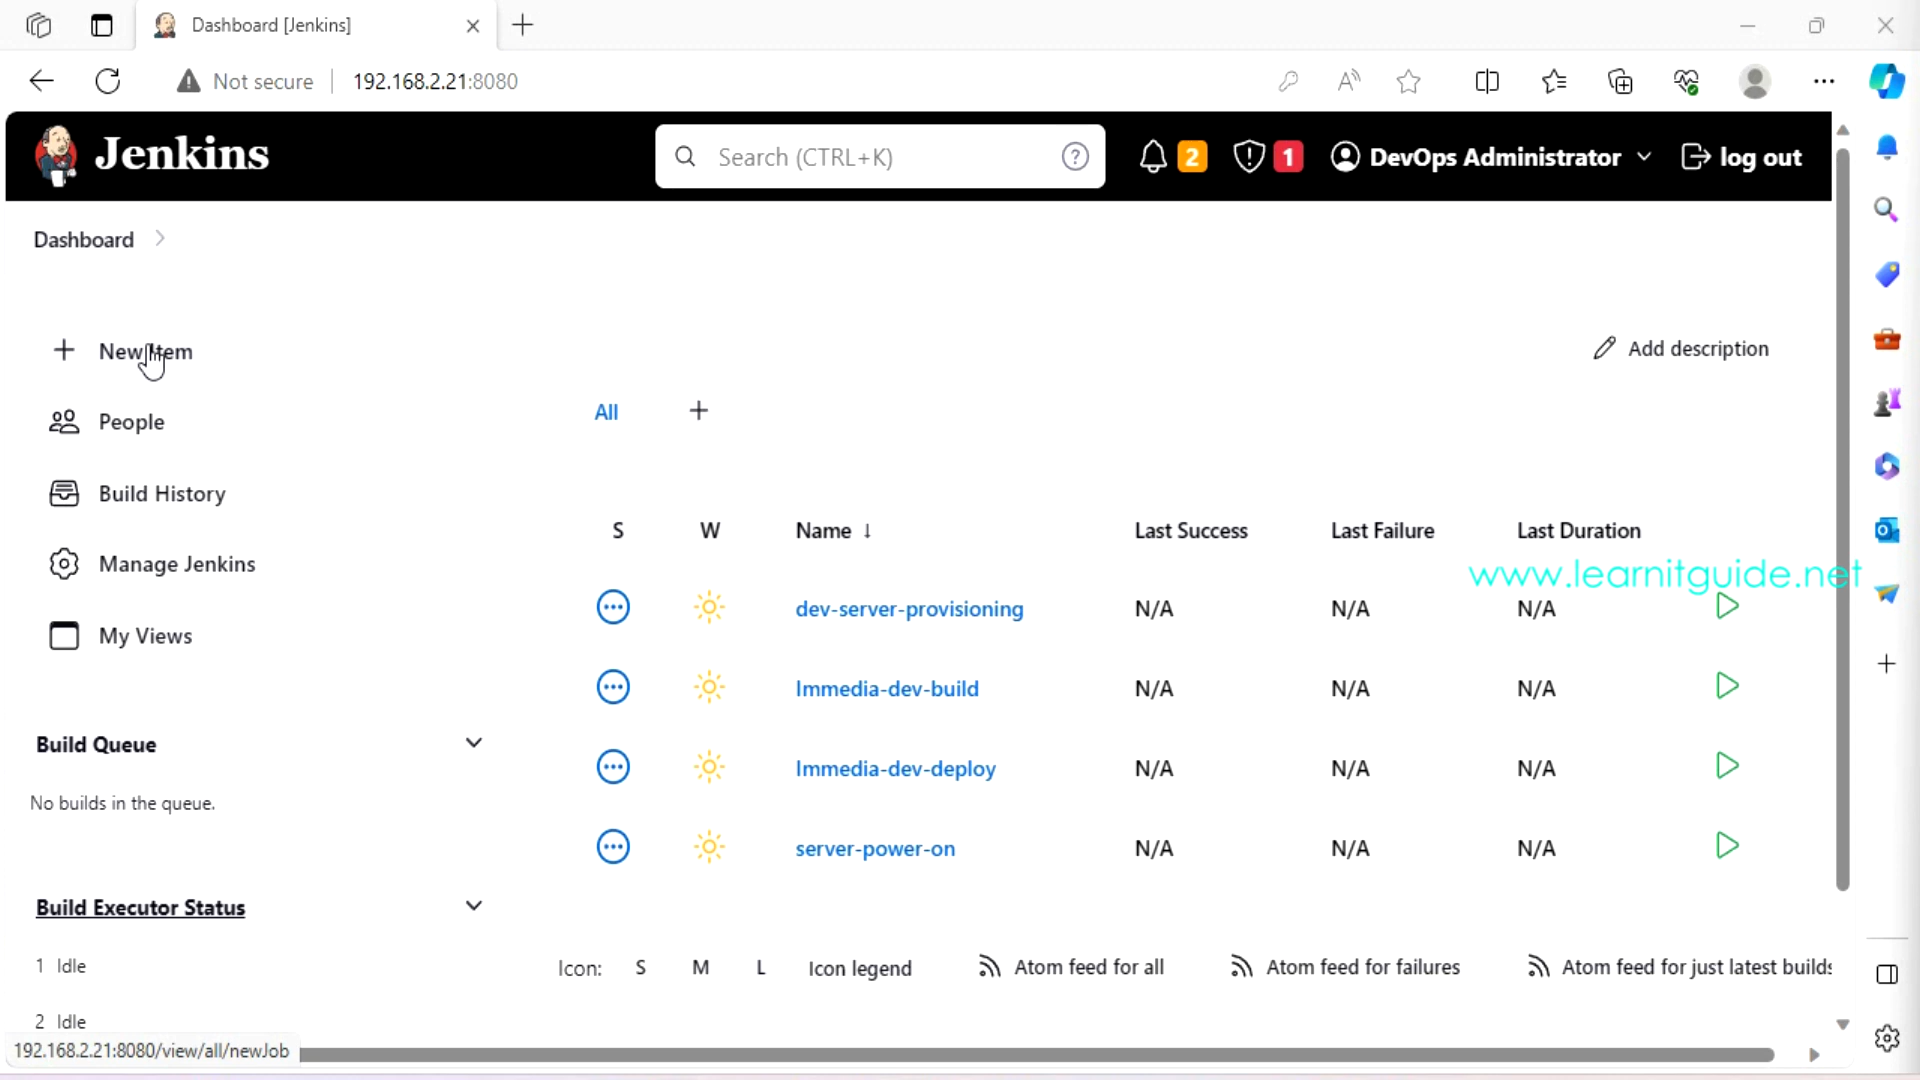 Dashboard [Jenkins]
Not secure 192.168.2.21:8080
Jenkins
Search (CTRL+K)
2
1
DevOps Administrator
log out
Dashboard
New Item
Add description
People
All
Build History
S W Name ↓ Last Success Last Failure Last Duration
Manage Jenkins
www.learnitguide.net
dev-server-provisioning N/A N/A N/A
My Views
Immedia-dev-build N/A N/A N/A
Build Queue
Immedia-dev-deploy N/A N/A N/A
No builds in the queue.
server-power-on N/A N/A N/A
Build Executor Status
1 Idle
Icon: S M L Icon legend Atom feed for all Atom feed for failures Atom feed for just latest builds
2 Idle
192.168.2.21:8080/view/all/newJob